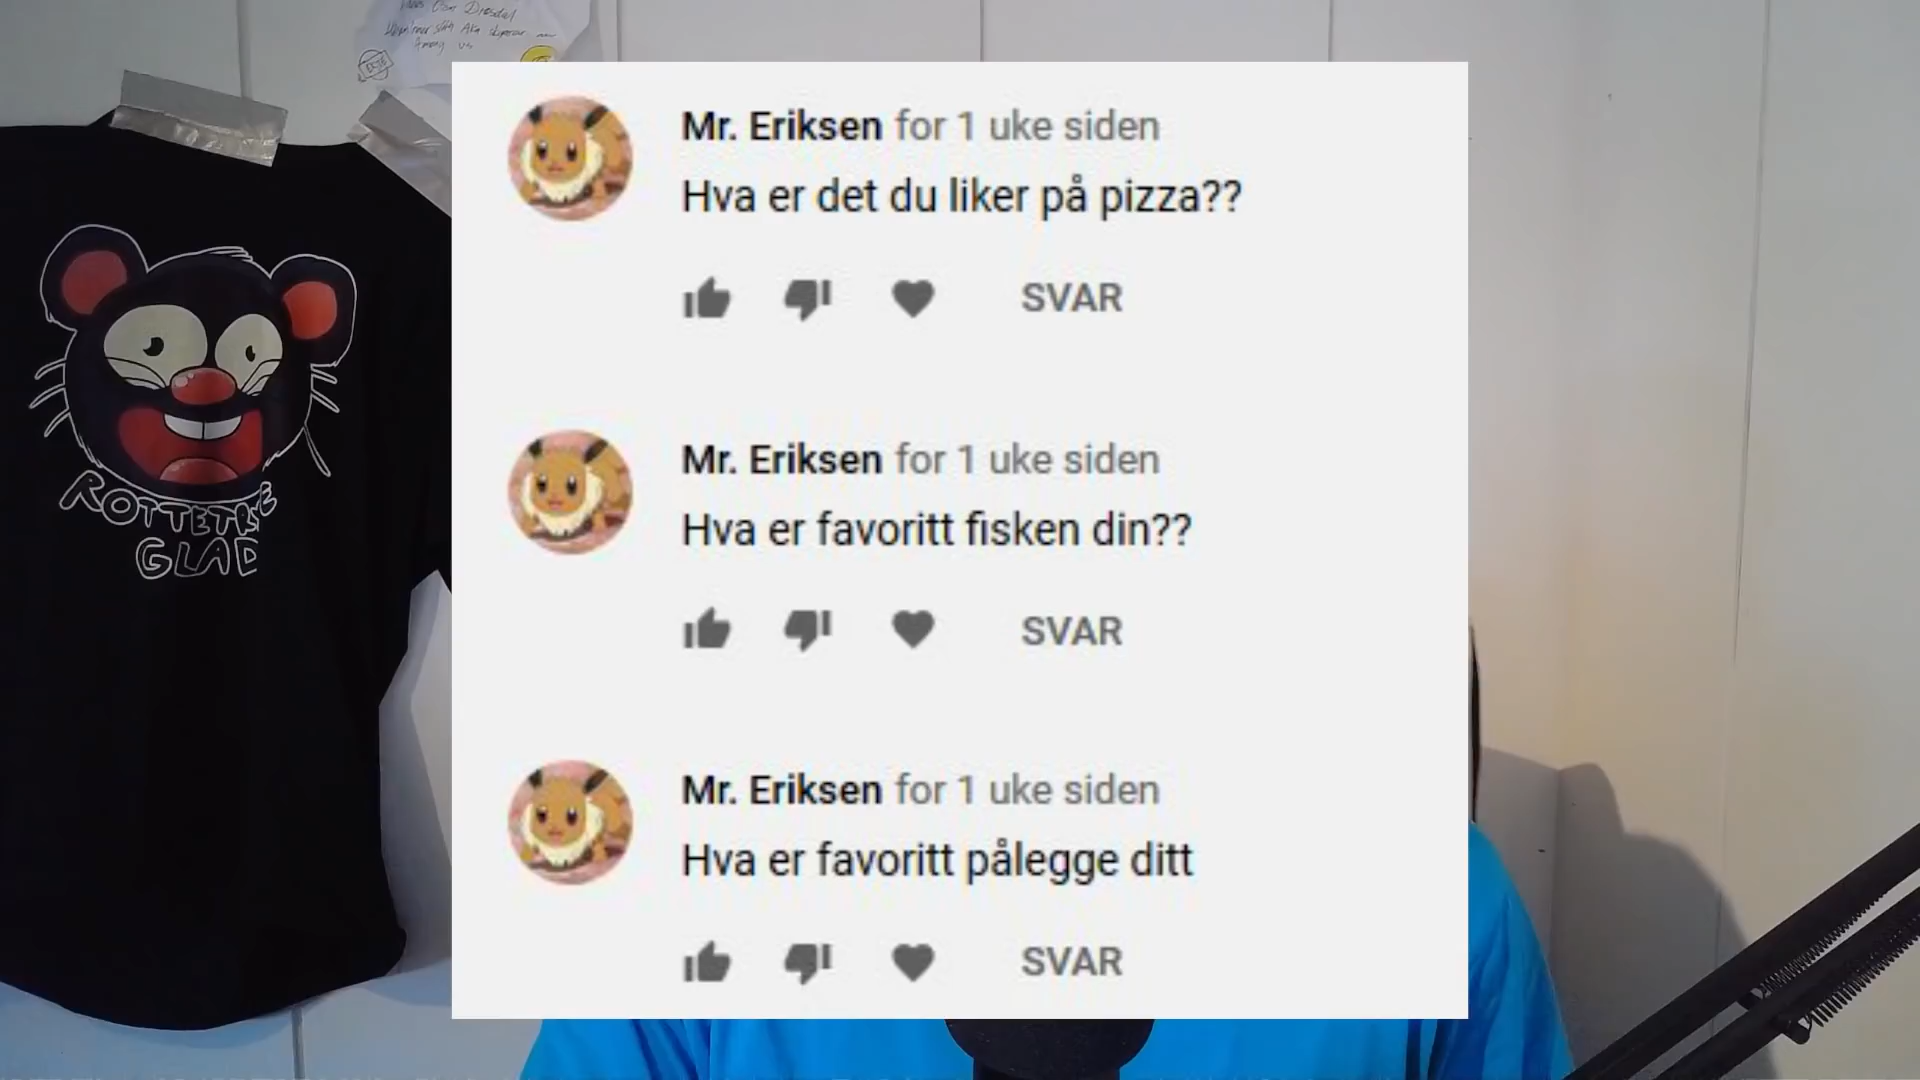 Among us
Mr. Eriksen for 1 uke siden
Hva er det du liker på pizza??
SVAR
Mr. Eriksen for 1 uke siden
Hva er favoritt fisken din??
SVAR
Mr. Eriksen for 1 uke siden
Hva er favoritt pålegge ditt
SVAR
GLAD